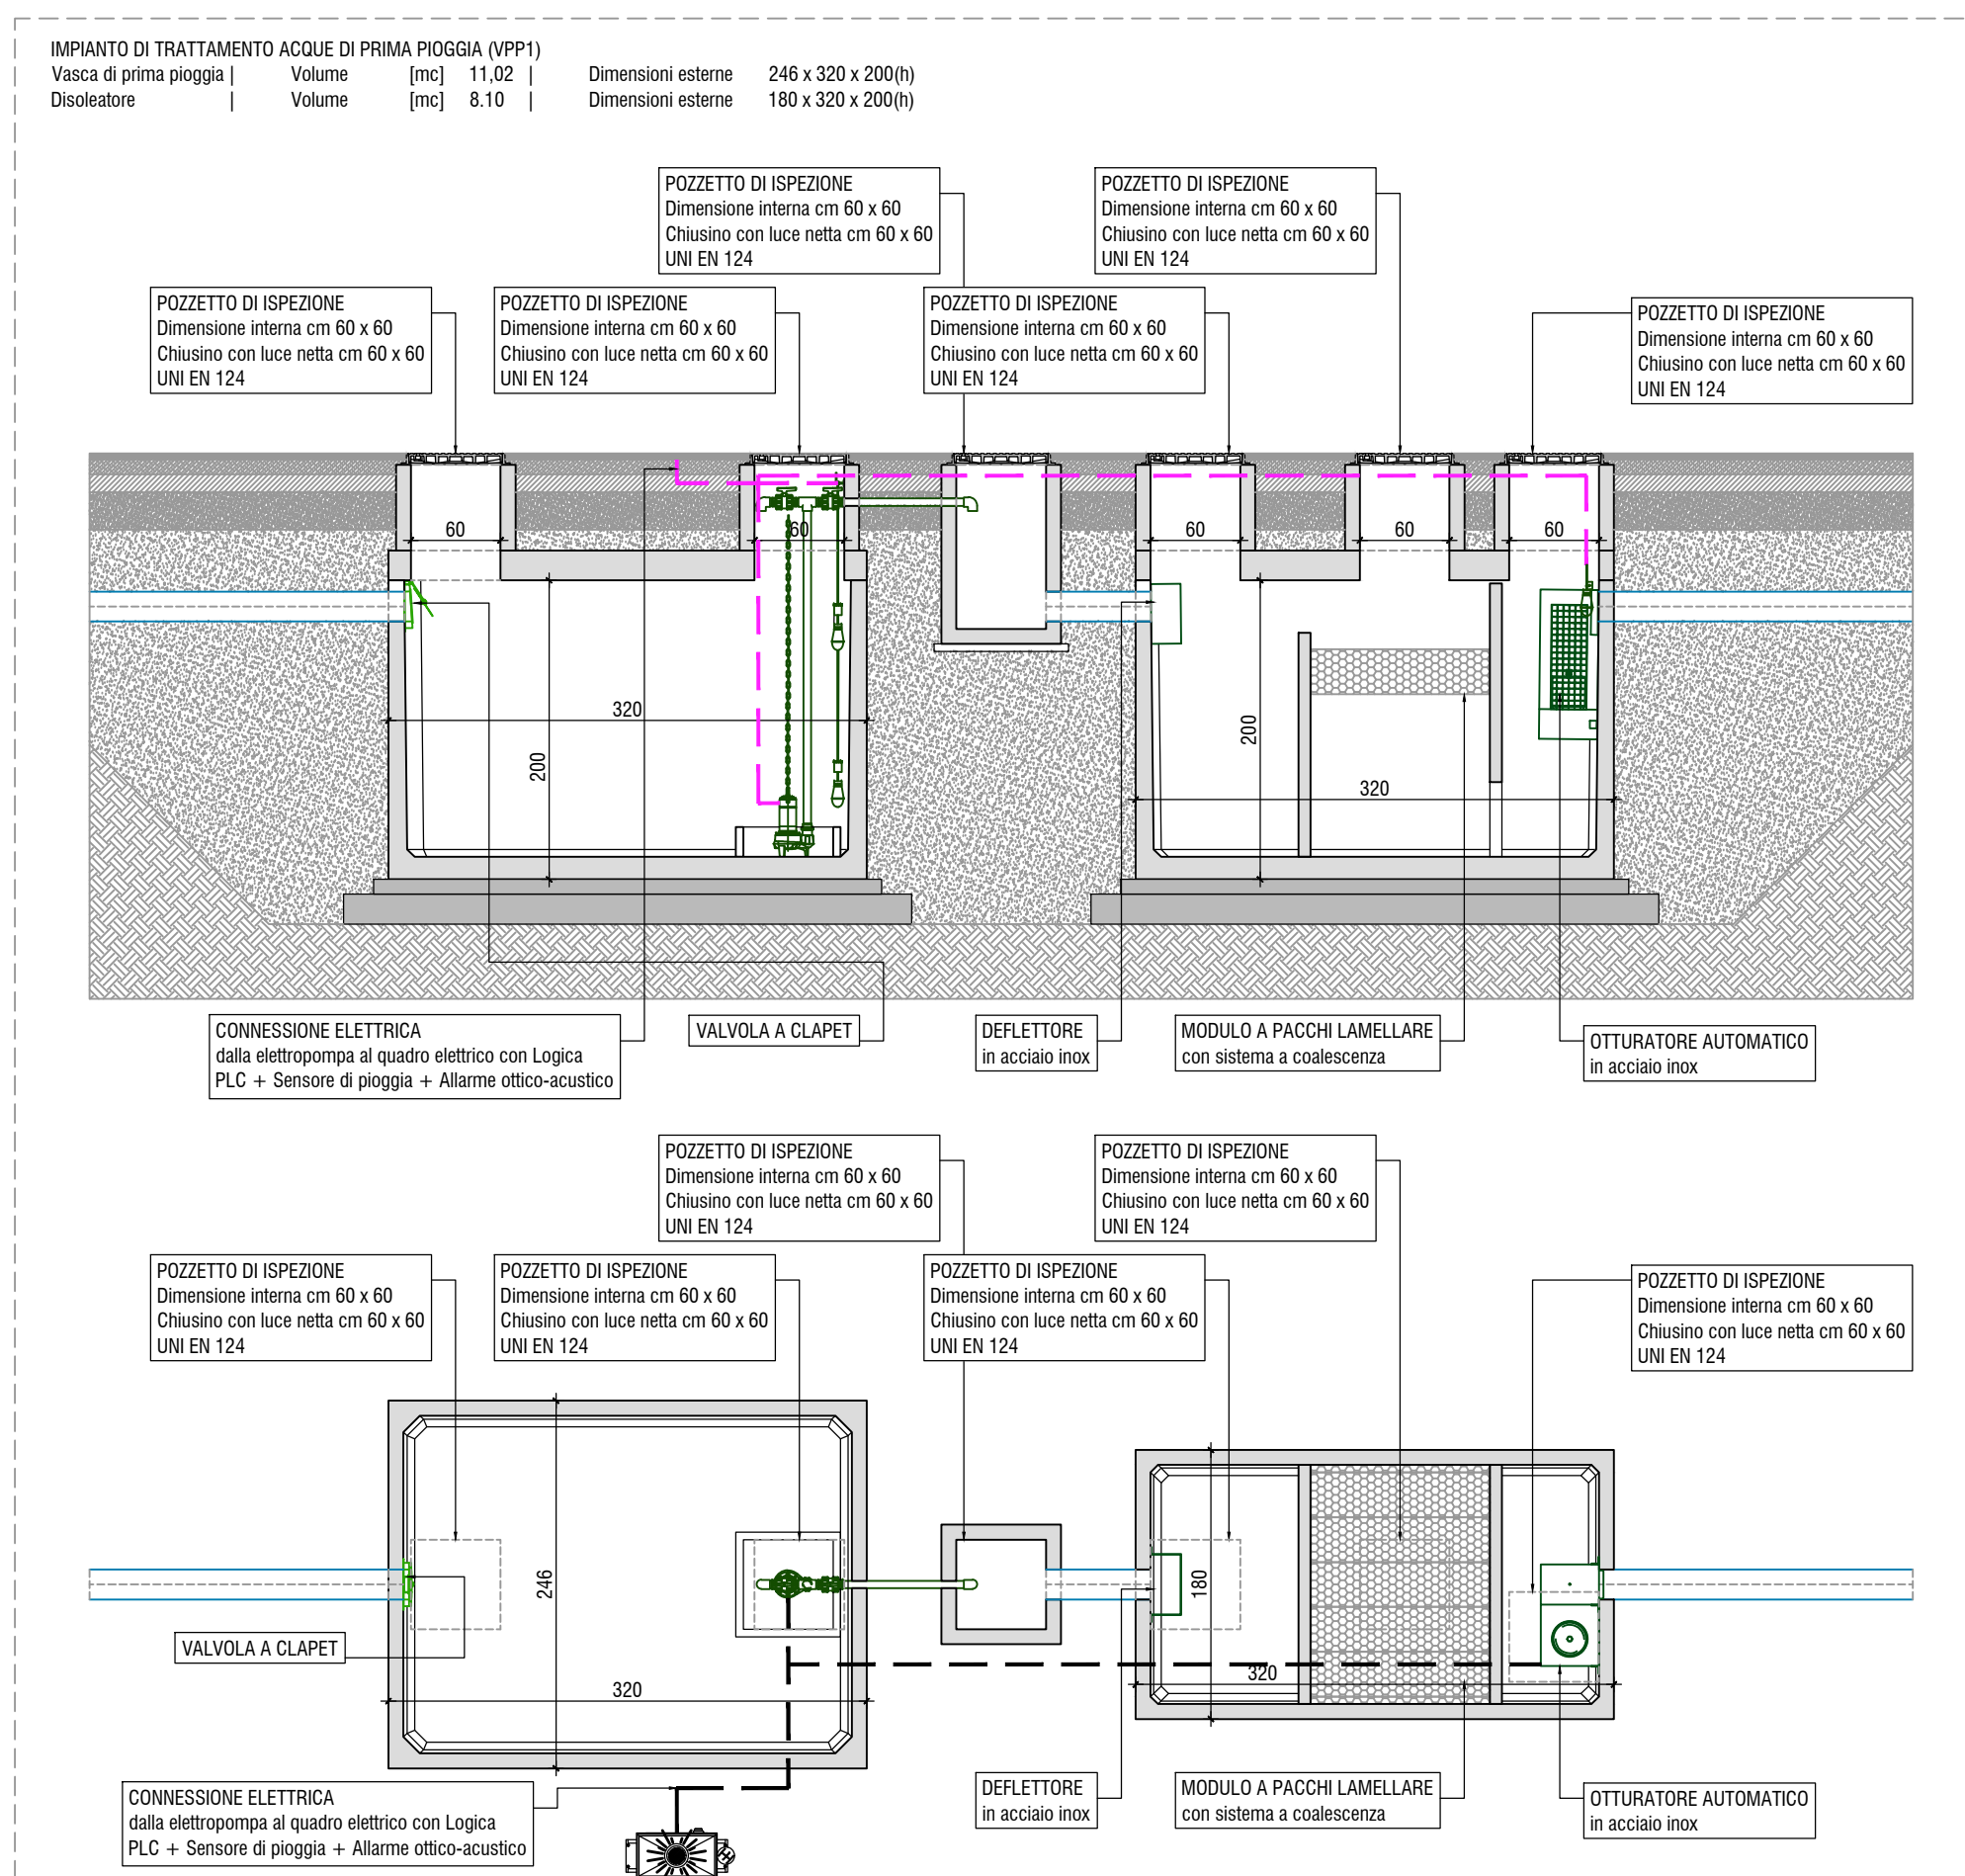 IMPIANTO DI TRATTAMENTO ACQUE DI PRIMA PIOGGIA (VPP1)
Vasca di prima pioggia | Volume [mc] 11,02 | Dimensioni esterne 246 x 320 x 200(h)
Disoleatore | Volume [mc] 8.10 | Dimensioni esterne 180 x 320 x 200(h)
POZZETTO DI ISPEZIONE
Dimensione interna cm 60 x 60
Chiusino con luce netta cm 60 x 60
UNI EN 124
POZZETTO DI ISPEZIONE
Dimensione interna cm 60 x 60
Chiusino con luce netta cm 60 x 60
UNI EN 124
POZZETTO DI ISPEZIONE
Dimensione interna cm 60 x 60
Chiusino con luce netta cm 60 x 60
UNI EN 124
POZZETTO DI ISPEZIONE
Dimensione interna cm 60 x 60
Chiusino con luce netta cm 60 x 60
UNI EN 124
POZZETTO DI ISPEZIONE
Dimensione interna cm 60 x 60
Chiusino con luce netta cm 60 x 60
UNI EN 124
POZZETTO DI ISPEZIONE
Dimensione interna cm 60 x 60
Chiusino con luce netta cm 60 x 60
UNI EN 124
60
60
60
60
60
320
200
200
320
CONNESSIONE ELETTRICA
dalla elettropompa al quadro elettrico con Logica
PLC + Sensore di pioggia + Allarme ottico-acustico
VALVOLA A CLAPET
DEFLETTORE
in acciaio inox
MODULO A PACCHI LAMELLARE
con sistema a coalescenza
OTTURATORE AUTOMATICO
in acciaio inox
POZZETTO DI ISPEZIONE
Dimensione interna cm 60 x 60
Chiusino con luce netta cm 60 x 60
UNI EN 124
POZZETTO DI ISPEZIONE
Dimensione interna cm 60 x 60
Chiusino con luce netta cm 60 x 60
UNI EN 124
POZZETTO DI ISPEZIONE
Dimensione interna cm 60 x 60
Chiusino con luce netta cm 60 x 60
UNI EN 124
POZZETTO DI ISPEZIONE
Dimensione interna cm 60 x 60
Chiusino con luce netta cm 60 x 60
UNI EN 124
POZZETTO DI ISPEZIONE
Dimensione interna cm 60 x 60
Chiusino con luce netta cm 60 x 60
UNI EN 124
POZZETTO DI ISPEZIONE
Dimensione interna cm 60 x 60
Chiusino con luce netta cm 60 x 60
UNI EN 124
246
180
VALVOLA A CLAPET
320
320
CONNESSIONE ELETTRICA
dalla elettropompa al quadro elettrico con Logica
PLC + Sensore di pioggia + Allarme ottico-acustico
DEFLETTORE
in acciaio inox
MODULO A PACCHI LAMELLARE
con sistema a coalescenza
OTTURATORE AUTOMATICO
in acciaio inox